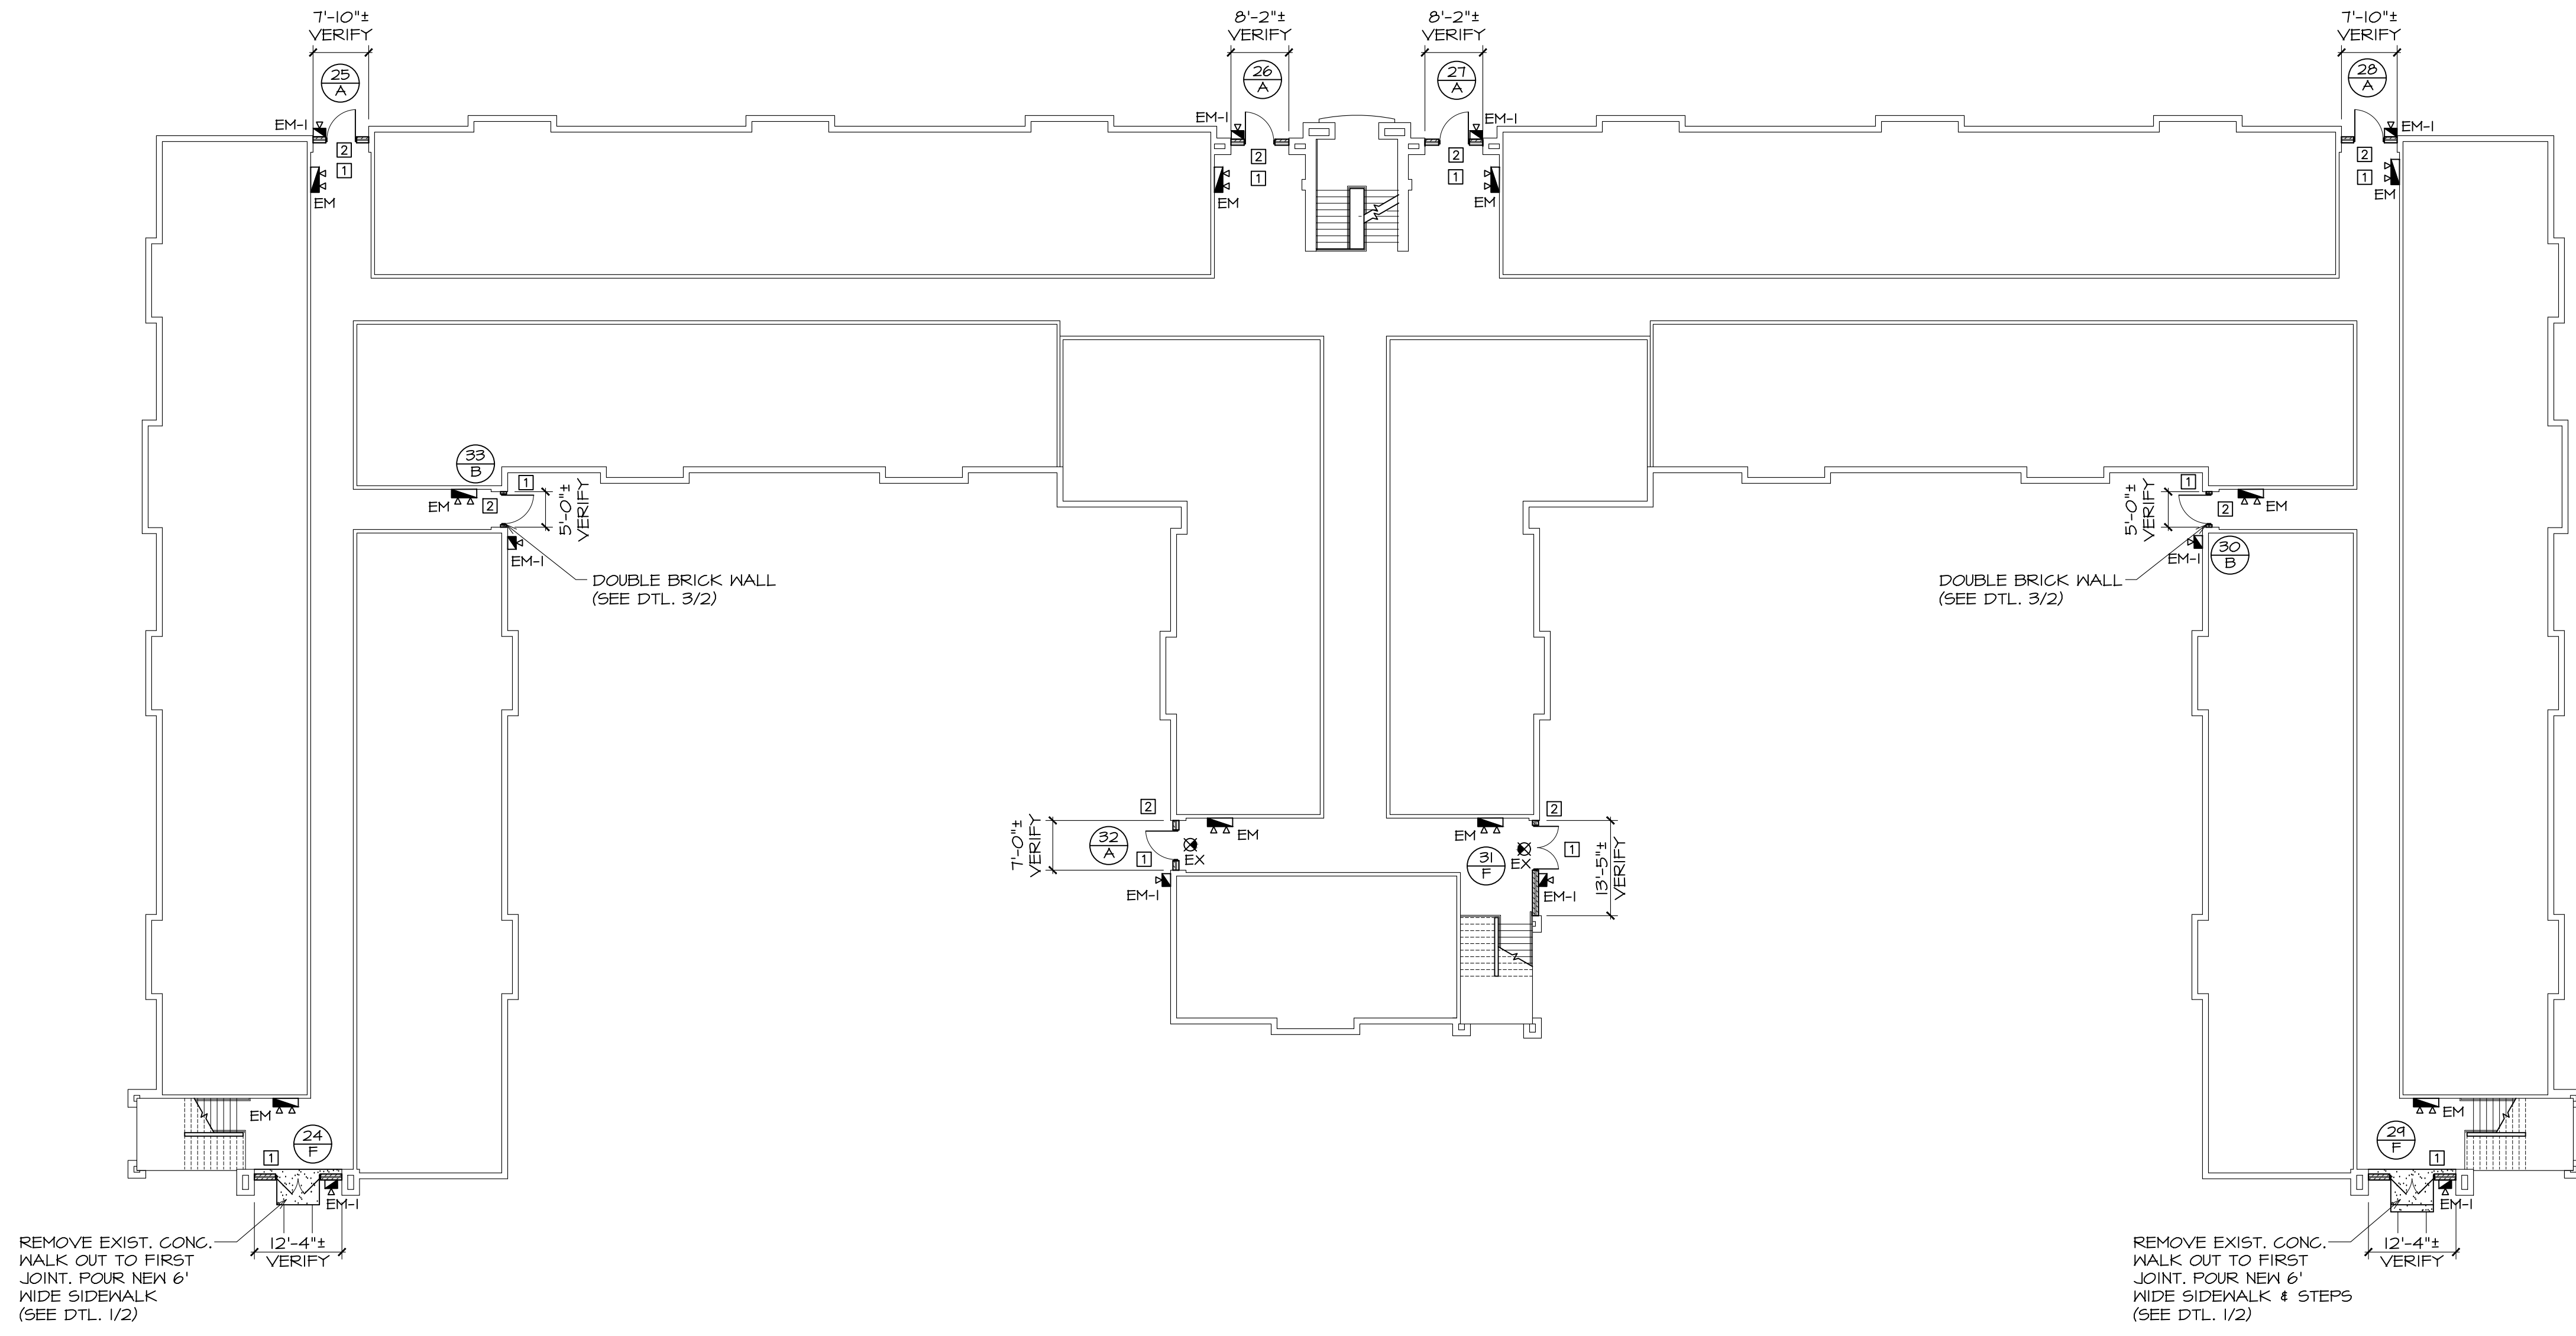 7'-10"±
VERIFY
25
A
EM-1
2
1
EM
8'-2"±
VERIFY
26
A
EM-1
2
1
EM
8'-2"±
VERIFY
27
A
EM-1
2
1
EM
7'-10"±
VERIFY
28
A
EM-1
2
1
EM
33
B
1
EM
2
5'-0"±
VERIFY
EM-1
DOUBLE BRICK WALL
(SEE DTL. 3/2)
1
5'-0"±
VERIFY
2
EM
EM-1
30
B
DOUBLE BRICK WALL
(SEE DTL. 3/2)
2
7'-0"±
VERIFY
32
A
1
EM
EX
EM-1
2
EM
31
F
EX
1
13'-5"±
VERIFY
EM-1
EM
24
F
1
EM-1
12'-4"±
VERIFY
REMOVE EXIST. CONC.
WALK OUT TO FIRST
JOINT. POUR NEW 6'
WIDE SIDEWALK
(SEE DTL. 1/2)
EM
29
F
1
EM-1
12'-4"±
VERIFY
REMOVE EXIST. CONC.
WALK OUT TO FIRST
JOINT. POUR NEW 6'
WIDE SIDEWALK & STEPS
(SEE DTL. 1/2)